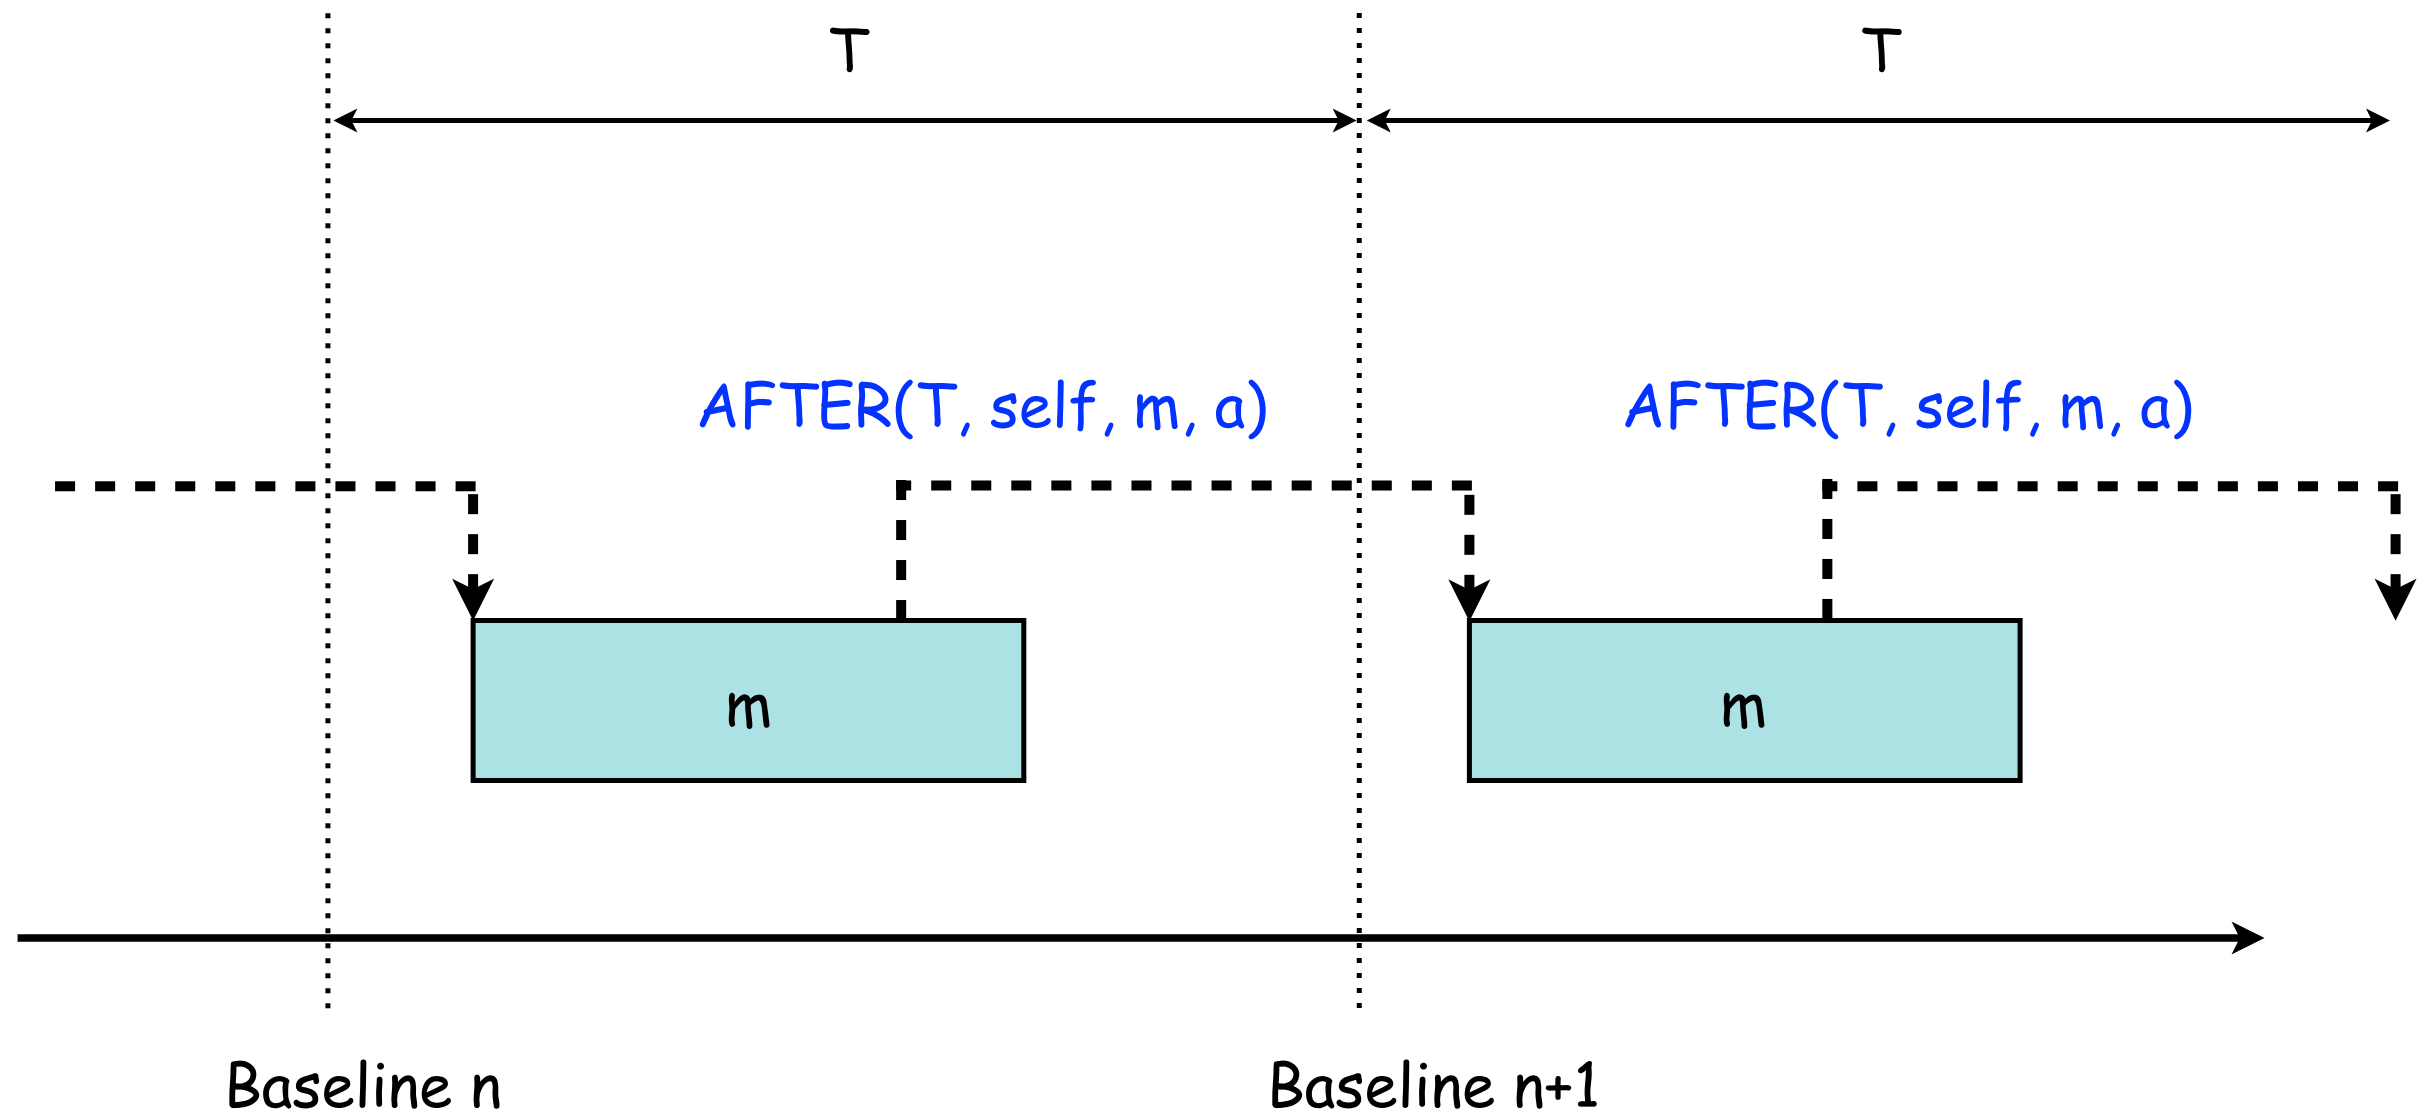 T
T
AFTER(T, self, m, a)
AFTER(T, self, m, a)
m
m
Baseline n
Baseline n+1